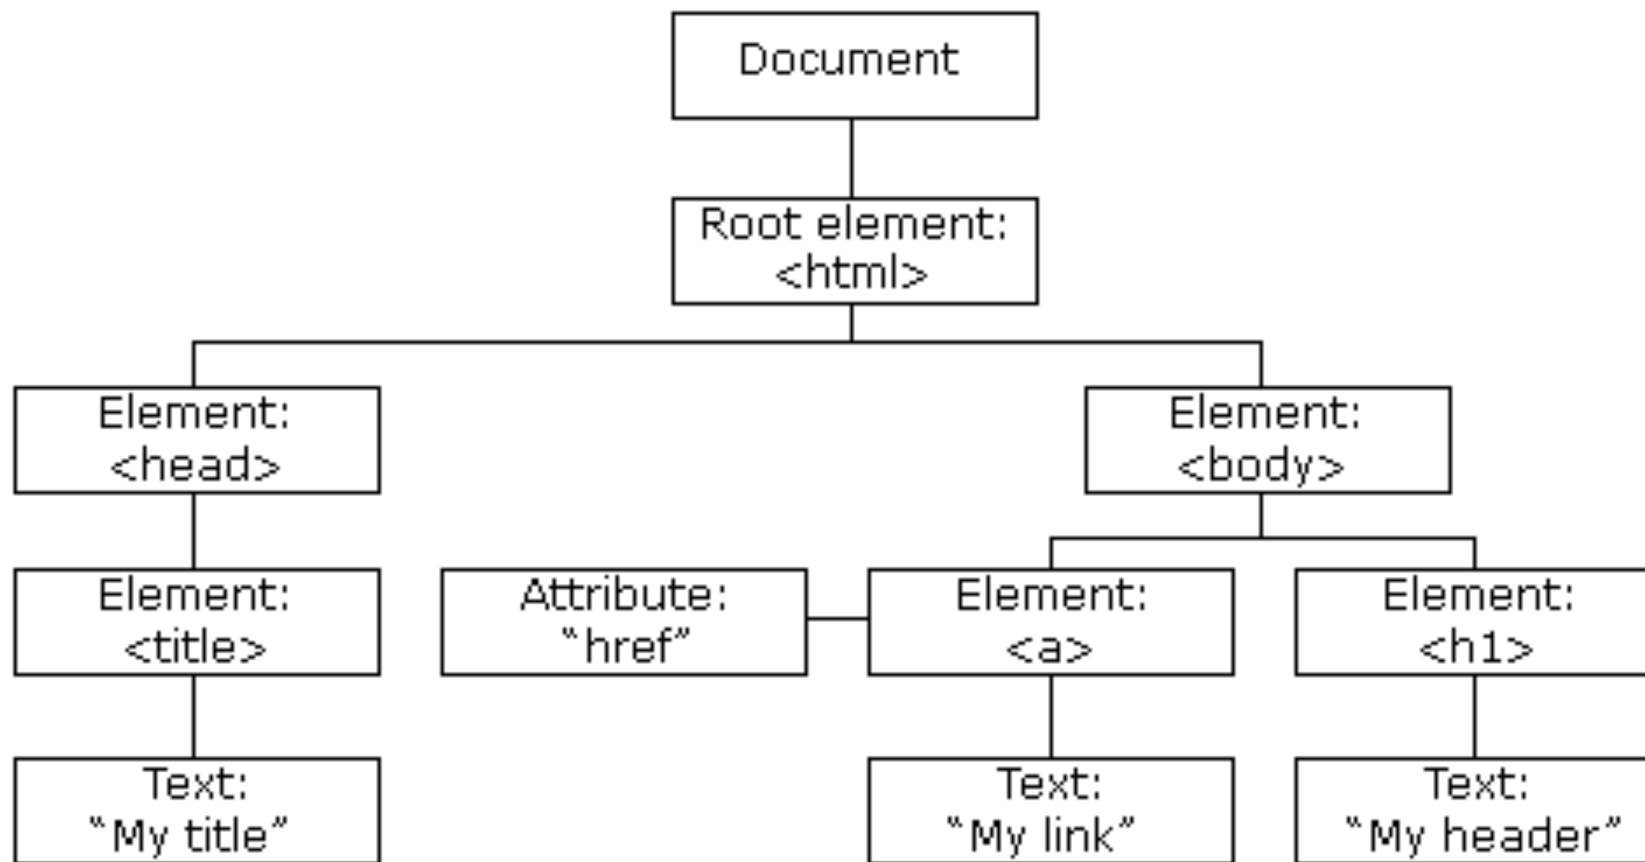 Document
Root element:
<html>
Element:
<head>
Element:
<body>
Element:
<title>
Attribute:
“href”
Element:
<a>
Element:
<h1>
Text:
“My title”
Text:
“My link”
Text:
“My header”